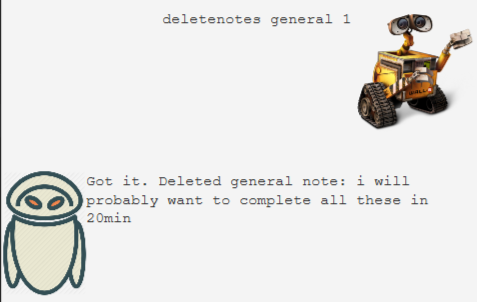 deletenotes general 1
Got it. Deleted general note: i will
probably want to complete all these in
20min